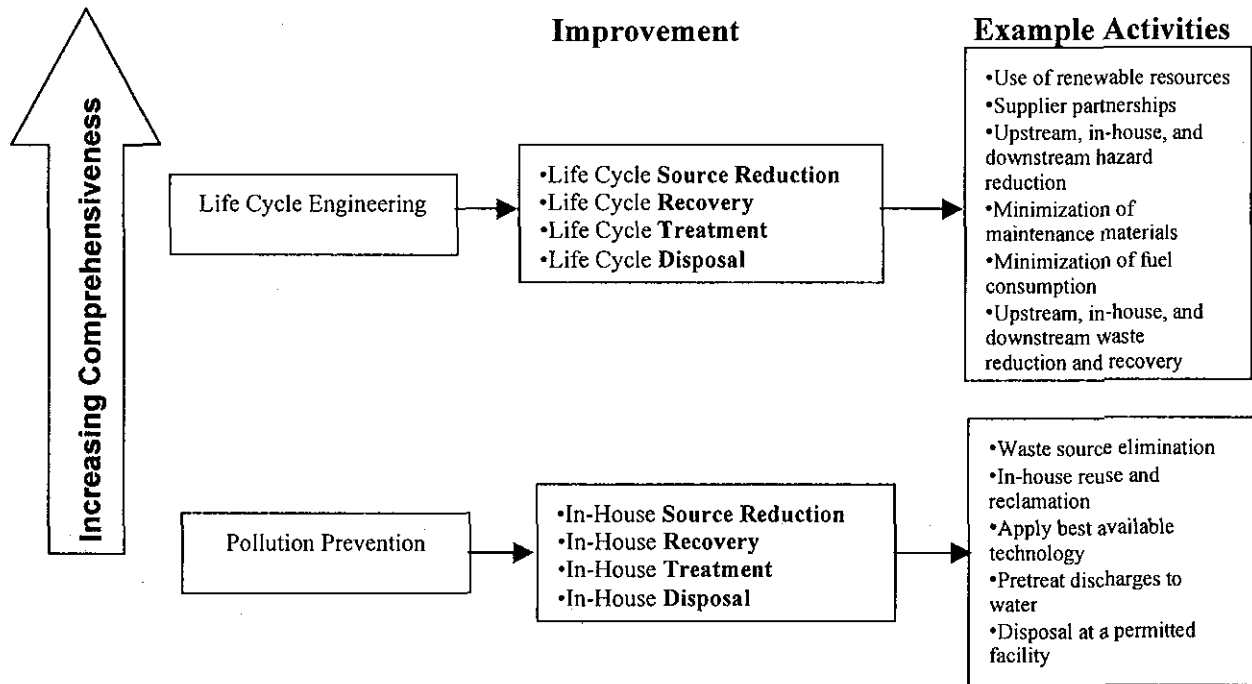 Improvement
Example Activities
Increasing Comprehensiveness
Life Cycle Engineering
•Life Cycle Source Reduction
•Life Cycle Recovery
•Life Cycle Treatment
•Life Cycle Disposal
•Use of renewable resources
•Supplier partnerships
•Upstream, in-house, and
downstream hazard
reduction
•Minimization of
maintenance materials
•Minimization of fuel
consumption
•Upstream, in-house, and
downstream waste
reduction and recovery
Pollution Prevention
•In-House Source Reduction
•In-House Recovery
•In-House Treatment
•In-House Disposal
•Waste source elimination
•In-house reuse and
reclamation
•Apply best available
technology
•Pretreat discharges to
water
•Disposal at a permitted
facility